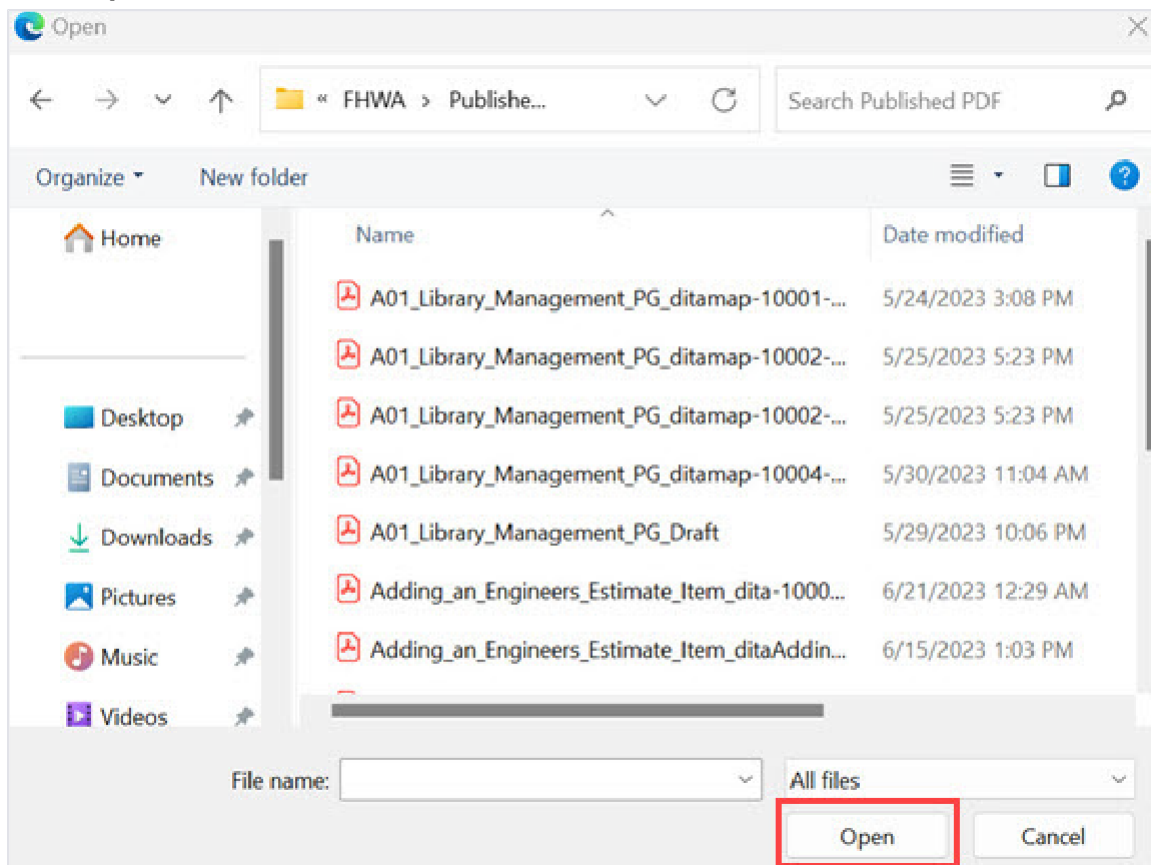 Open
« FHWA > Publishe...
Search Published PDF
Organize
New folder
Home
Name
Date modified
A01_Library_Management_PG_ditamap-10001-... 5/24/2023 3:08 PM
A01_Library_Management_PG_ditamap-10002-... 5/25/2023 5:23 PM
Desktop
A01_Library_Management_PG_ditamap-10002-... 5/25/2023 5:23 PM
Documents
A01_Library_Management_PG_ditamap-10004-... 5/30/2023 11:04 AM
Downloads
A01_Library_Management_PG_Draft 5/29/2023 10:06 PM
Pictures
Adding_an_Engineers_Estimate_Item_dita-1000... 6/21/2023 12:29 AM
Music
Adding_an_Engineers_Estimate_Item_ditaAddin... 6/15/2023 1:03 PM
Videos
File name:
All files
Open
Cancel